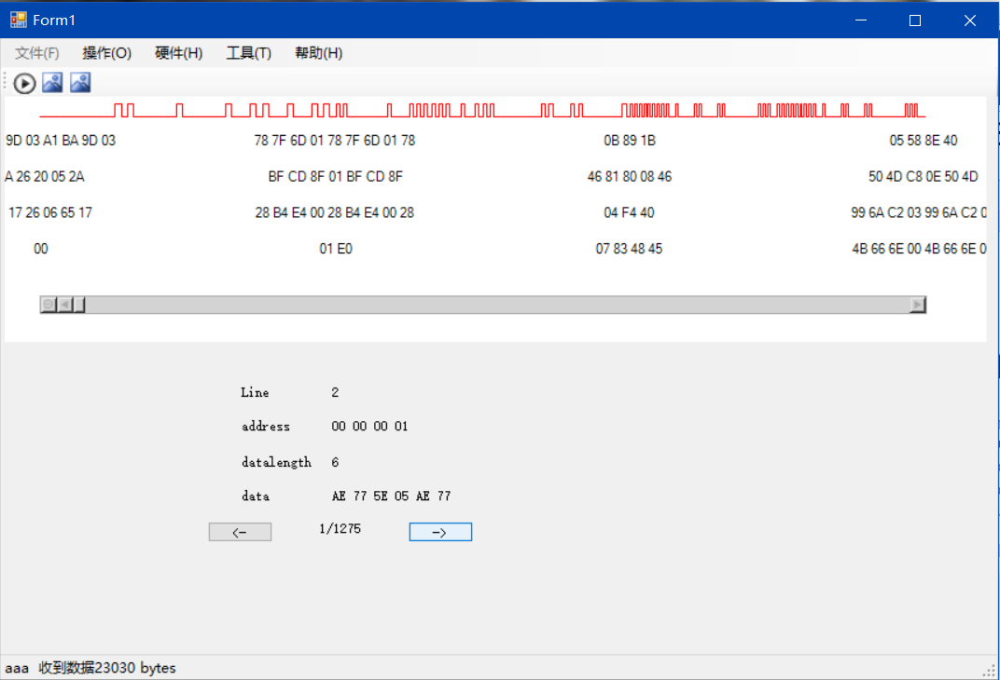 Form1
文件(F) 操作(O) 硬件(H) 工具(T) 帮助(H)
9D 03 A1 BA 9D 03 78 7F 6D 01 78 7F 6D 01 78 0B 89 1B 05 58 8E 40
A 26 20 05 2A BF CD 8F 01 BF CD 8F 46 81 80 08 46 50 4D C8 0E 50 4D
17 26 06 65 17 28 B4 E4 00 28 B4 E4 00 28 04 F4 40 99 6A C2 03 99 6A C2 0
00 01 E0 07 83 48 45 4B 66 6E 00 4B 66 6E 0
Line 2
address 00 00 00 01
datalength 6
data AE 77 5E 05 AE 77
<- 1/1275 ->
aaa 收到数据23030 bytes